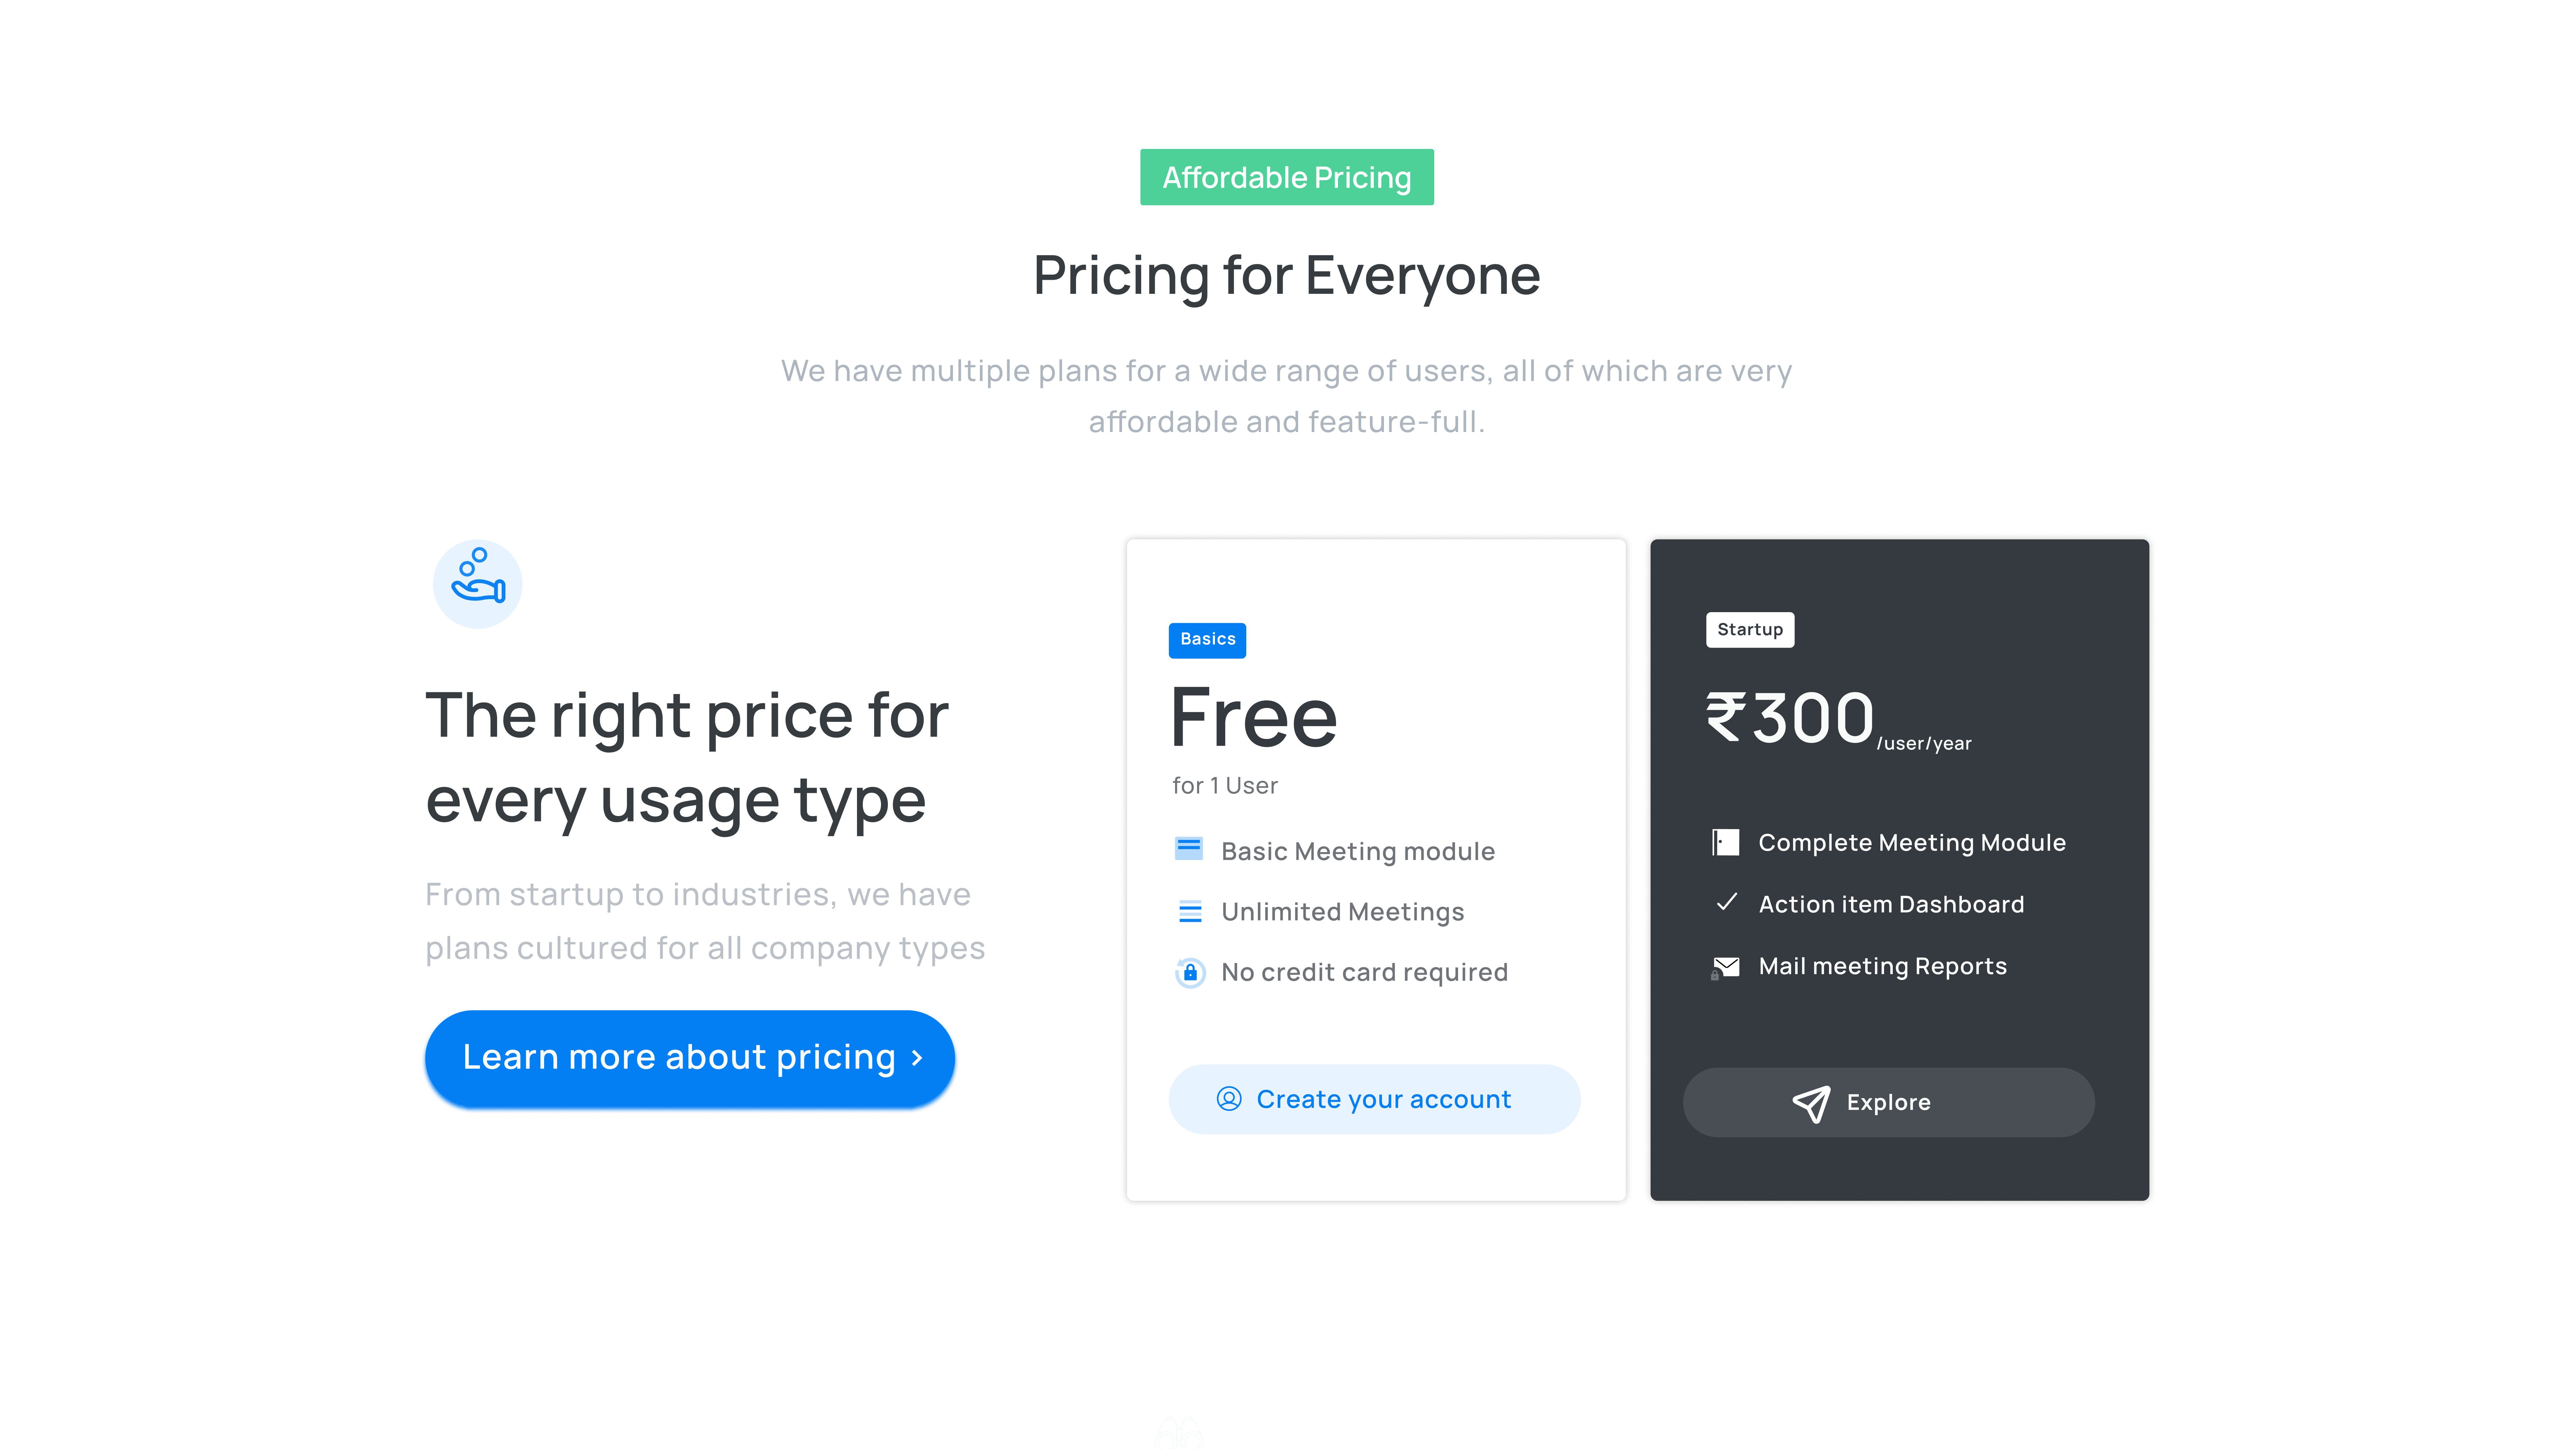 Affordable Pricing
Pricing for Everyone
We have multiple plans for a wide range of users, all of which are very
affordable and feature-full.
The right price for
every usage type
From startup to industries, we have
plans cultured for all company types
Learn more about pricing
Basics
Free
for 1 User
Basic Meeting module
Unlimited Meetings
No credit card required
Create your account
Startup
₹300/user/year
Complete Meeting Module
Action item Dashboard
Mail meeting Reports
Explore